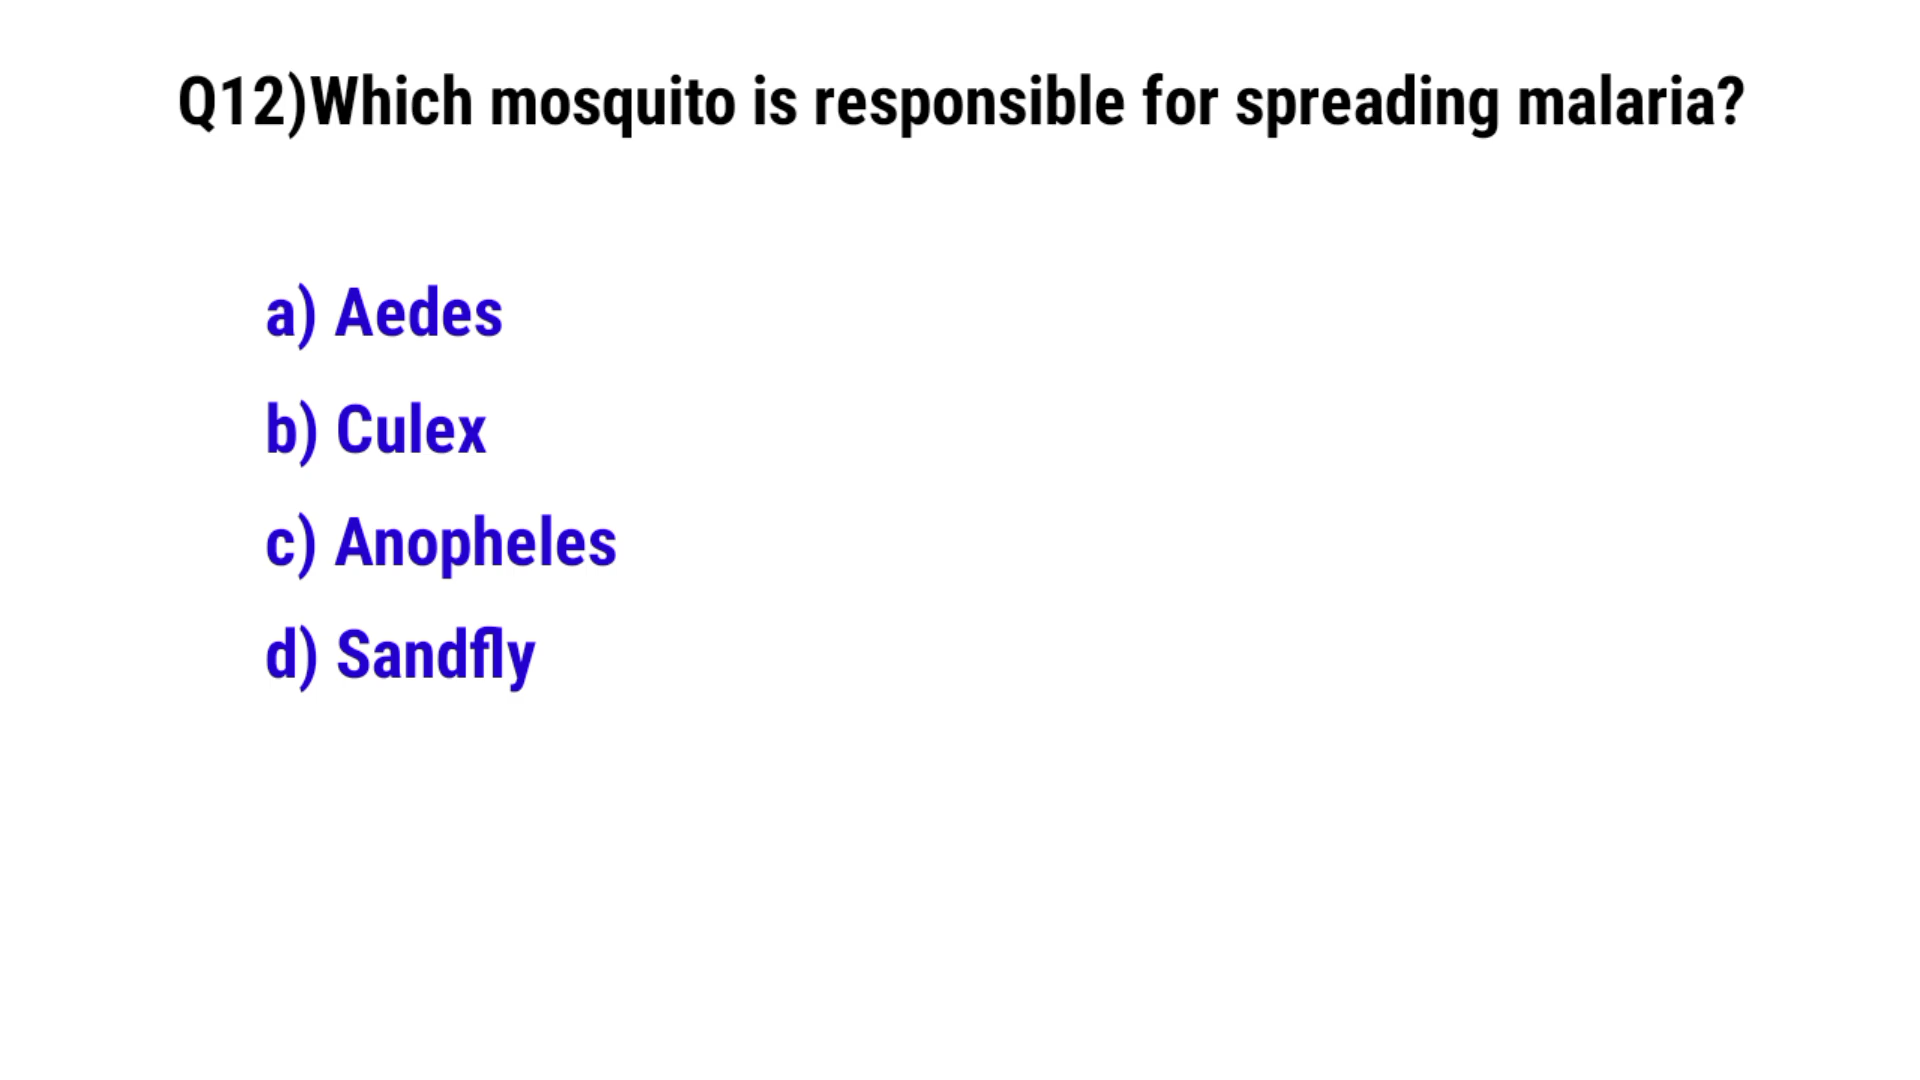 Q12)Which mosquito is responsible for spreading malaria?
a) Aedes
b) Culex
c) Anopheles
d) Sandfly